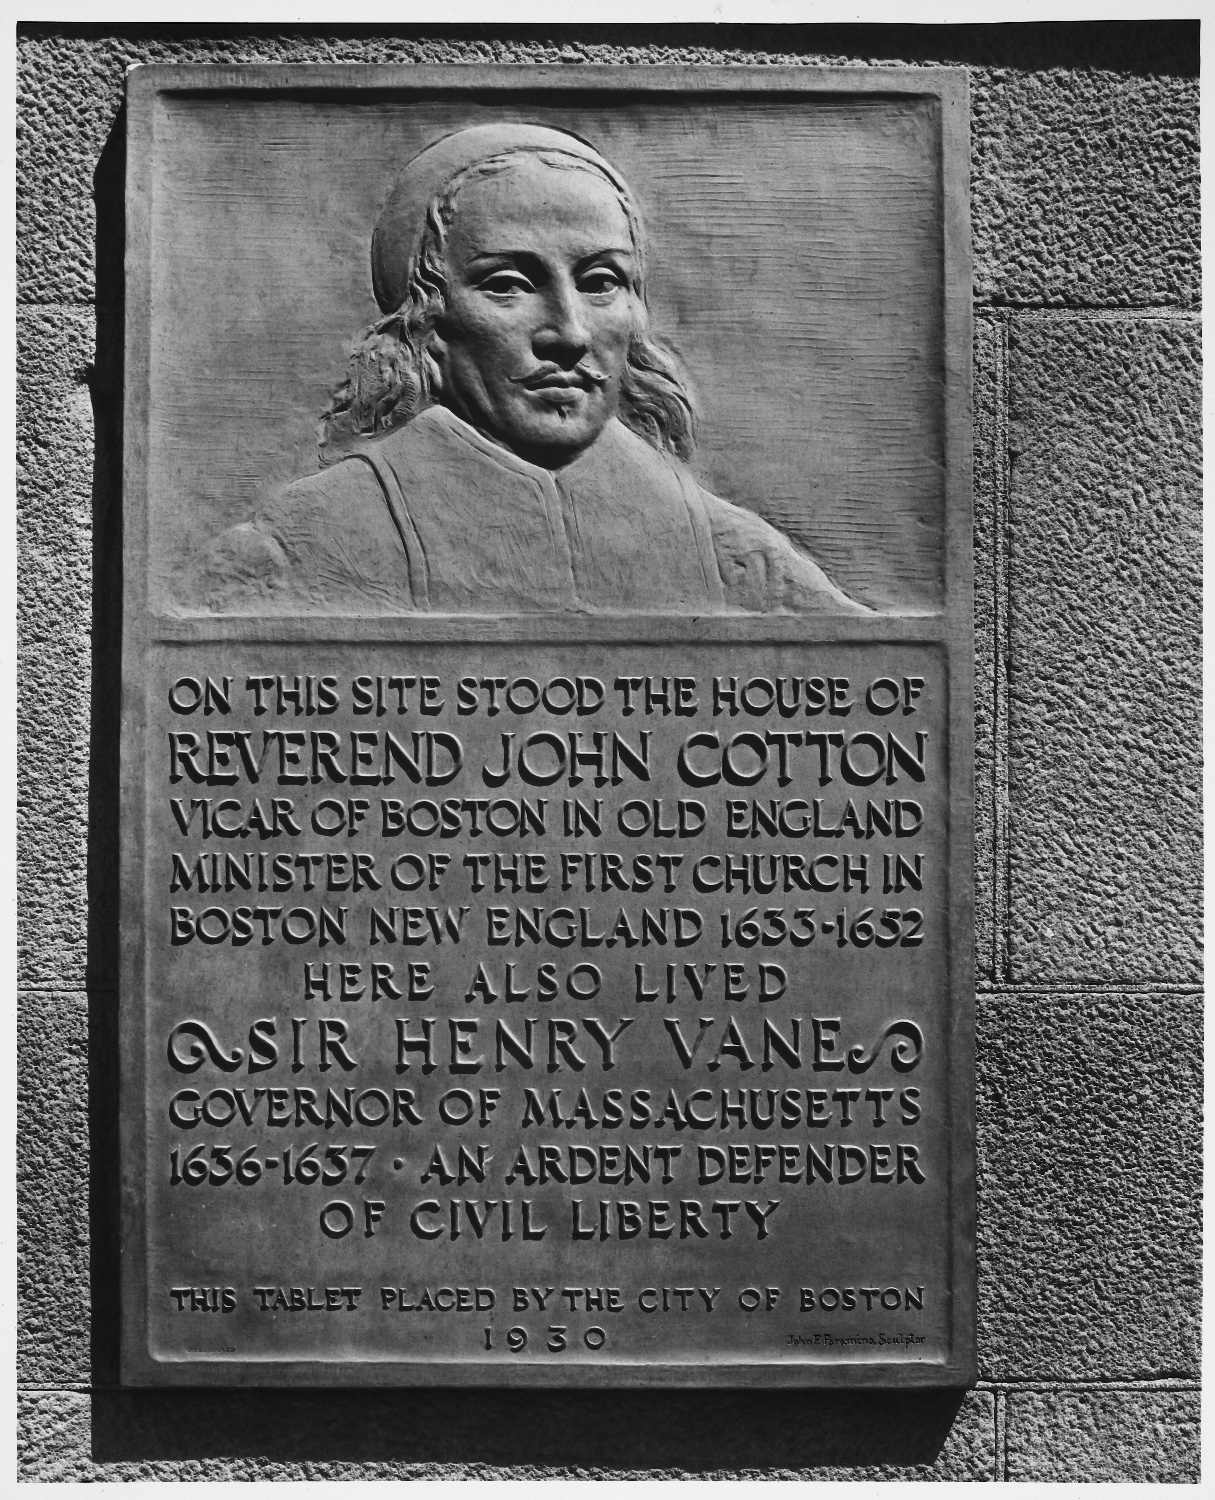 ON THIS SITE STOOD THE HOUSE OF
REVEREND JOHN COTTON
VICAR OF BOSTON IN OLD ENGLAND
MINISTER OF THE FIRST CHURCH IN
BOSTON NEW ENGLAND 1633-1652
HERE ALSO LIVED
SIR HENRY VANE
GOVERNOR OF MASSACHUSETTS
1636-1637 · AN ARDENT DEFENDER
OF CIVIL LIBERTY
THIS TABLET PLACED BY THE CITY OF BOSTON
1930
John F. Paramino, Sculptor